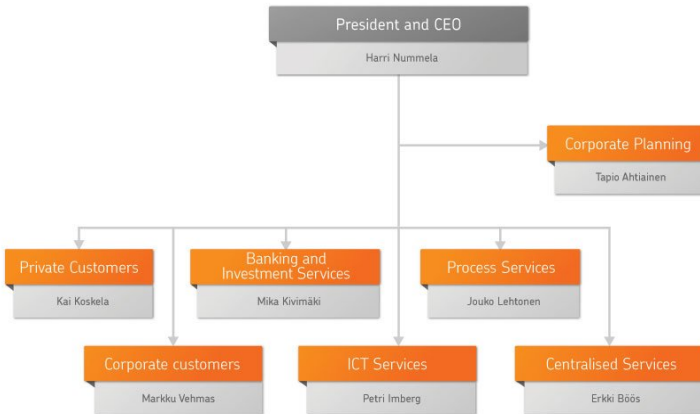 President and CEO
Harri Nummela
Corporate Planning
Tapio Ahtiainen
Private Customers
Kai Koskela
Banking and
Investment Services
Mika Kivimäki
Process Services
Jouko Lehtonen
Corporate customers
Markku Vehmas
ICT Services
Petri Imberg
Centralised Services
Erkki Böös